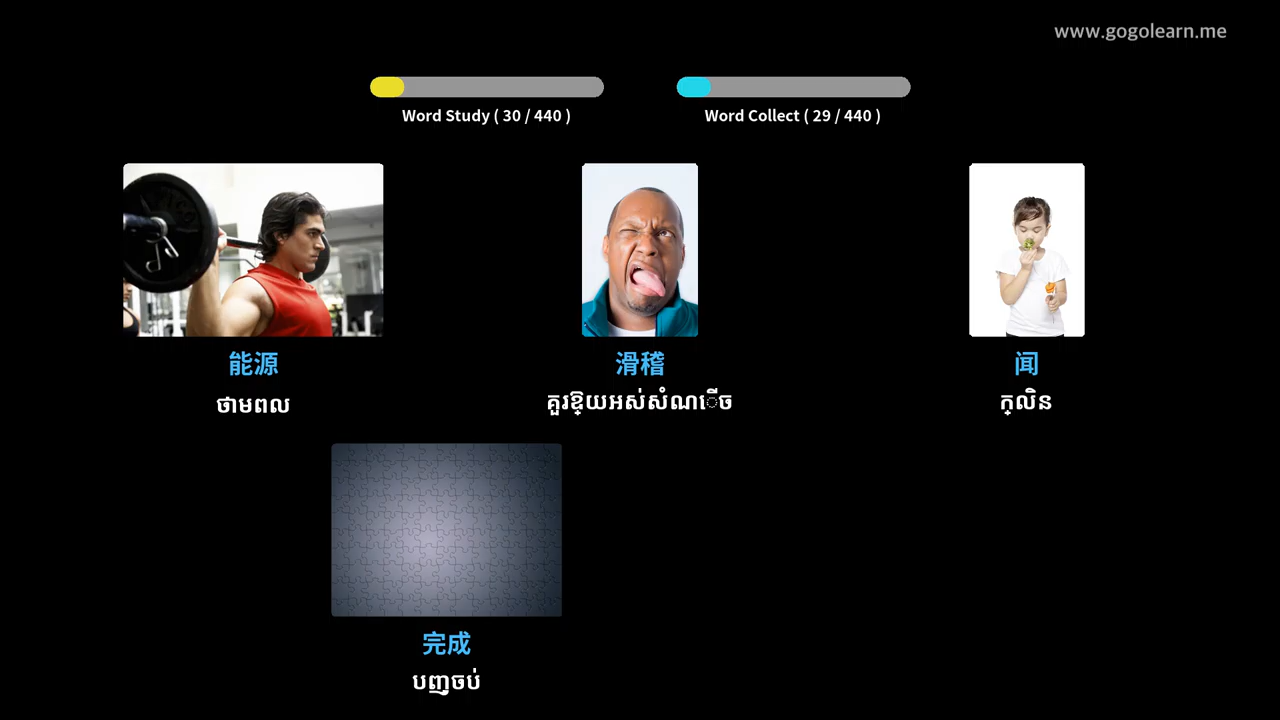 www.gogolearn.me
Word Study ( 30 / 440 )
Word Collect ( 29 / 440 )
能源
滑稽
闻
ថាមពល
គួរឱ្យអស់សំណើច
ក្លិន
完成
បញ្ចប់